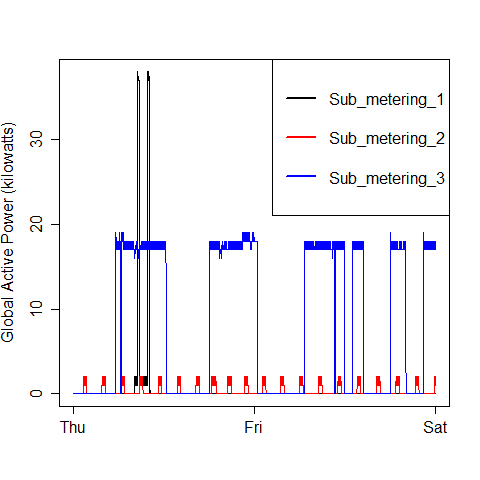 Global Active Power (kilowatts)
30
20
10
0
Sub_metering_1
Sub_metering_2
Sub_metering_3
Thu
Fri
Sat